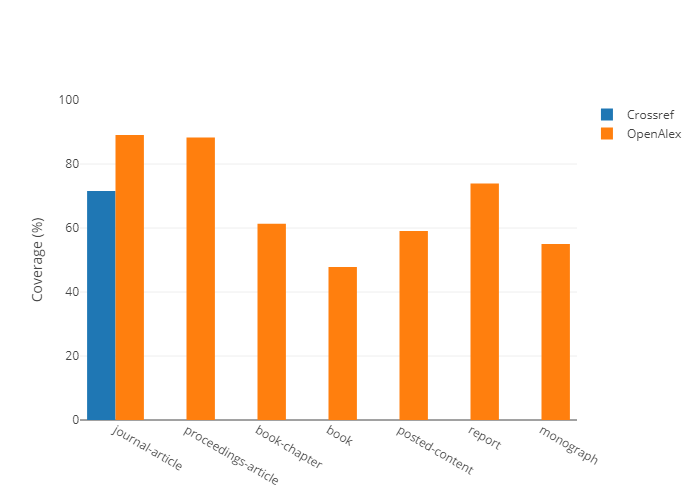 100
80
60
40
20
0
Coverage (%)
journal-article
proceedings-article
book-chapter
book
posted-content
report
monograph
Crossref
OpenAlex